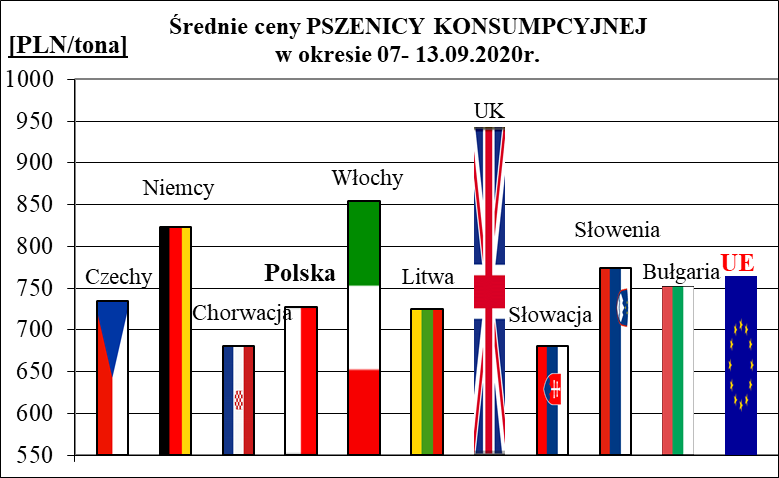 Średnie ceny PSZENICY KONSUMPCYJNEJ
w okresie 07- 13.09.2020r.
[PLN/tona]
1000
950
900
850
800
750
700
650
600
550
Czechy
Niemcy
Chorwacja
Polska
Włochy
Litwa
UK
Słowacja
Słowenia
Bułgaria
UE